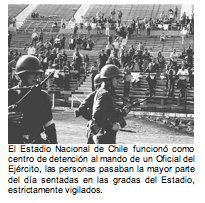 El Estadio Nacional de Chile funcionó como
centro de detención al mando de un Oficial del
Ejército, las personas pasaban la mayor parte
del día sentadas en las gradas del Estadio,
estrictamente vigilados.